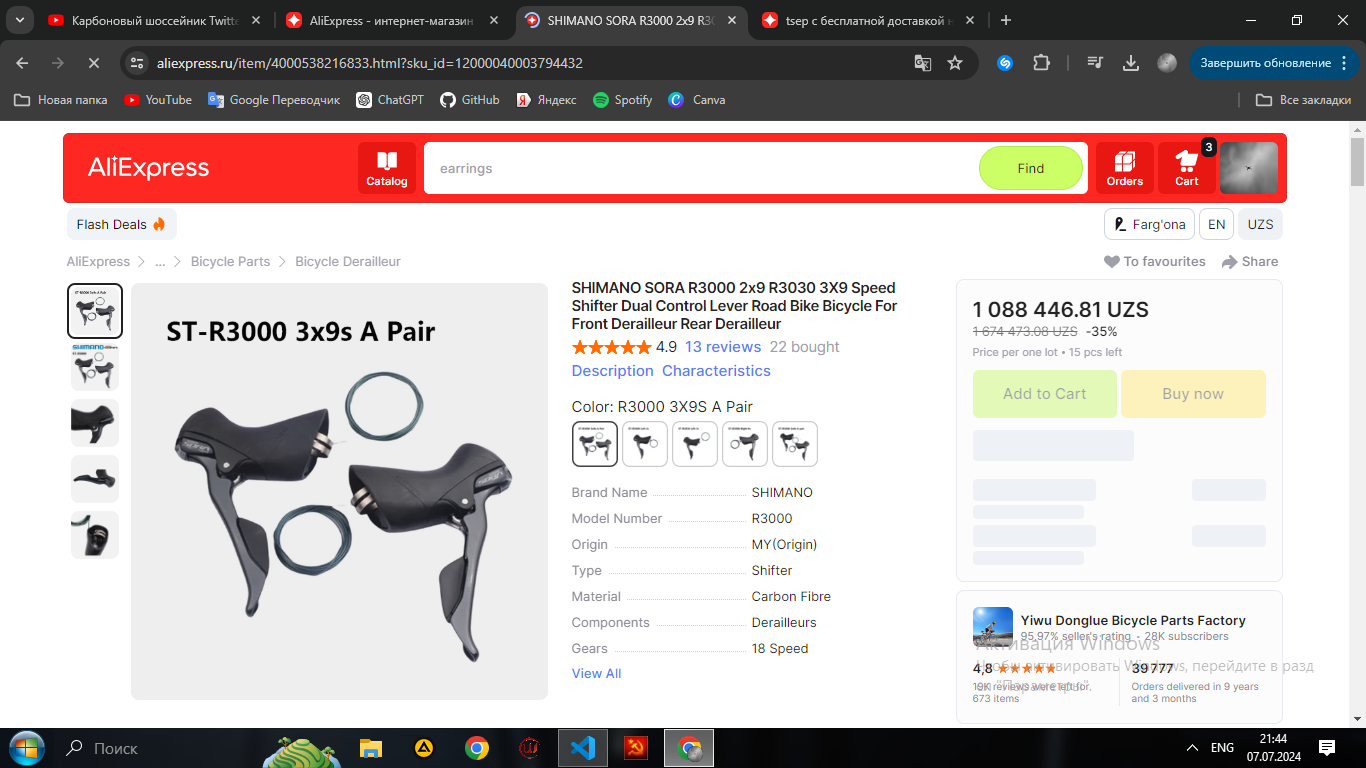 Карбоновый шоссейник Twitte
AliExpress - интернет-магазин
SHIMANO SORA R3000 2x9 R30
tsep с бесплатной доставкой н
aliexpress.ru/item/4000538216833.html?sku_id=12000040003794432
Завершить обновление
Новая папка
YouTube
Google Переводчик
ChatGPT
GitHub
Яндекс
Spotify
Canva
Все закладки
AliExpress
Catalog
earrings
Find
Orders
Cart
3
Flash Deals
Farg'ona
EN
UZS
AliExpress > ... > Bicycle Parts > Bicycle Derailleur
To favourites
Share
ST-R3000 3x9s A Pair
SHIMANO SORA R3000 2x9 R3030 3X9 Speed
Shifter Dual Control Lever Road Bike Bicycle For
Front Derailleur Rear Derailleur
4.9 13 reviews 22 bought
Description Characteristics
Color: R3000 3X9S A Pair
Brand Name SHIMANO
Model Number R3000
Origin MY(Origin)
Type Shifter
Material Carbon Fibre
Components Derailleurs
Gears 18 Speed
View All
1 088 446.81 UZS
1 674 473.08 UZS -35%
Price per one lot • 15 pcs left
Add to Cart
Buy now
Yiwu Donglue Bicycle Parts Factory
95,97% seller's rating • 28K subscribers
Активация Windows
Чтобы активировать Windows, перейдите в разд
4,8
39 777
19K reviews were left for
673 items
Orders delivered in 9 years
and 3 months
Поиск
ENG
21:44
07.07.2024